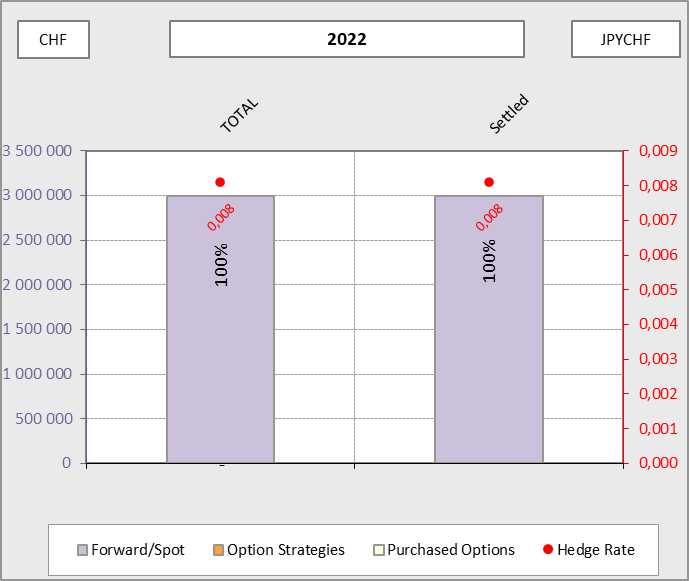 CHF
2022
JPYCHF
TOTAL
Settled
3 500 000
3 000 000
2 500 000
2 000 000
1 500 000
1 000 000
500 000
0
0,009
0,008
0,007
0,006
0,005
0,004
0,003
0,002
0,001
0,000
0,008
100%
0,008
100%
-
Forward/Spot
Option Strategies
Purchased Options
Hedge Rate